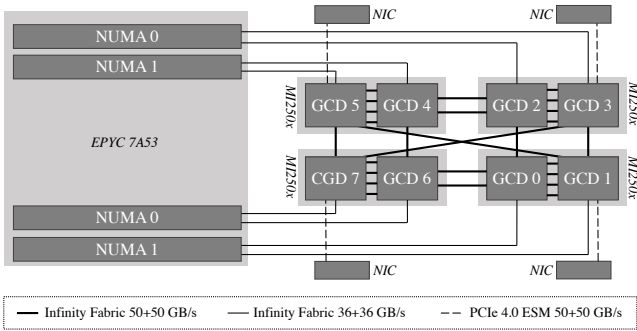 NIC
NIC
NUMA 0
NUMA 1
EPYC 7A53
NUMA 0
NUMA 1
MI250x
GCD 5
GCD 4
GCD 2
GCD 3
MI250x
MI250x
CGD 7
GCD 6
GCD 0
GCD 1
MI250x
NIC
NIC
Infinity Fabric 50+50 GB/s
Infinity Fabric 36+36 GB/s
PCIe 4.0 ESM 50+50 GB/s